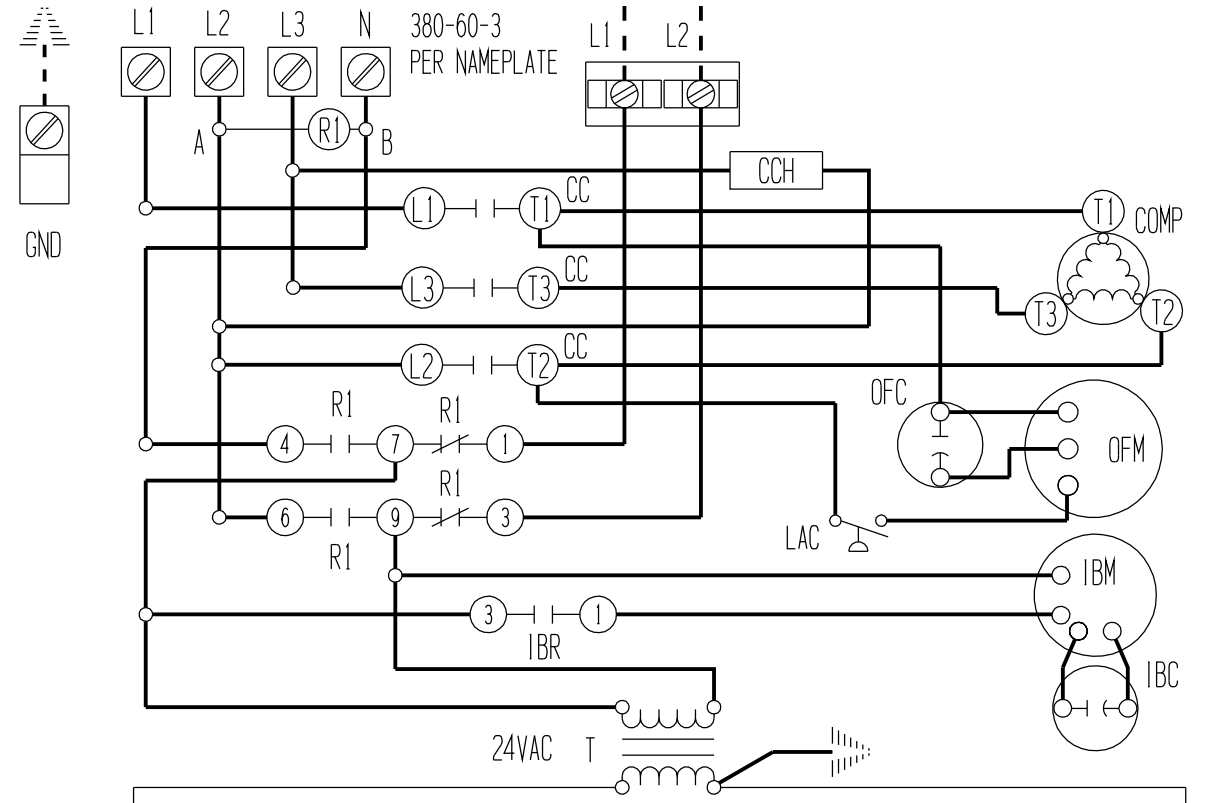 L1 L2 L3 N 380-60-3
PER NAMEPLATE
L1 L2
A R1 B
GND
CCH
L1 T1 CC
T1 COMP
L3 T3 CC
T3 T2
L2 T2 CC
OFC
R1 R1
4 7 1
OFM
R1
6 9 3
R1
LAC
IBM
3 1
IBR
IBC
24VAC T